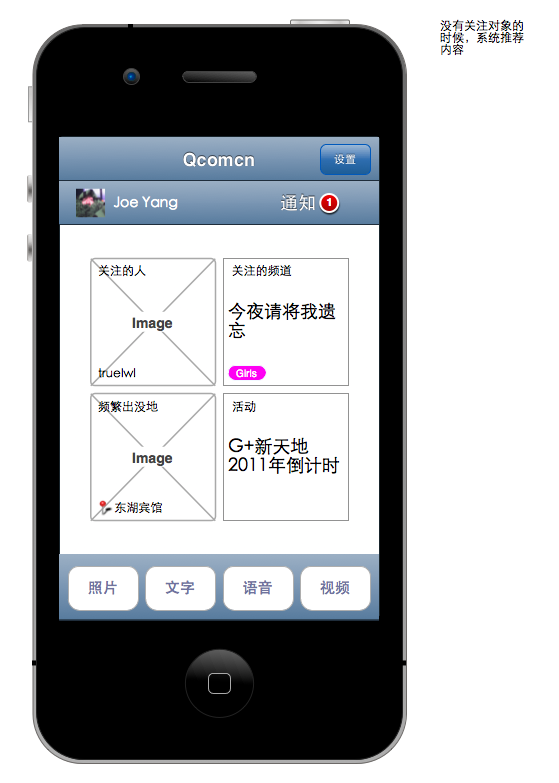 没有关注对象的
时候，系统推荐
内容
Qcomcn
设置
Joe Yang
通知
1
关注的人
Image
truelwl
关注的频道
今夜请将我遗
忘
Girls
频繁出没地
Image
东湖宾馆
活动
G+新天地
2011年倒计时
照片
文字
语音
视频